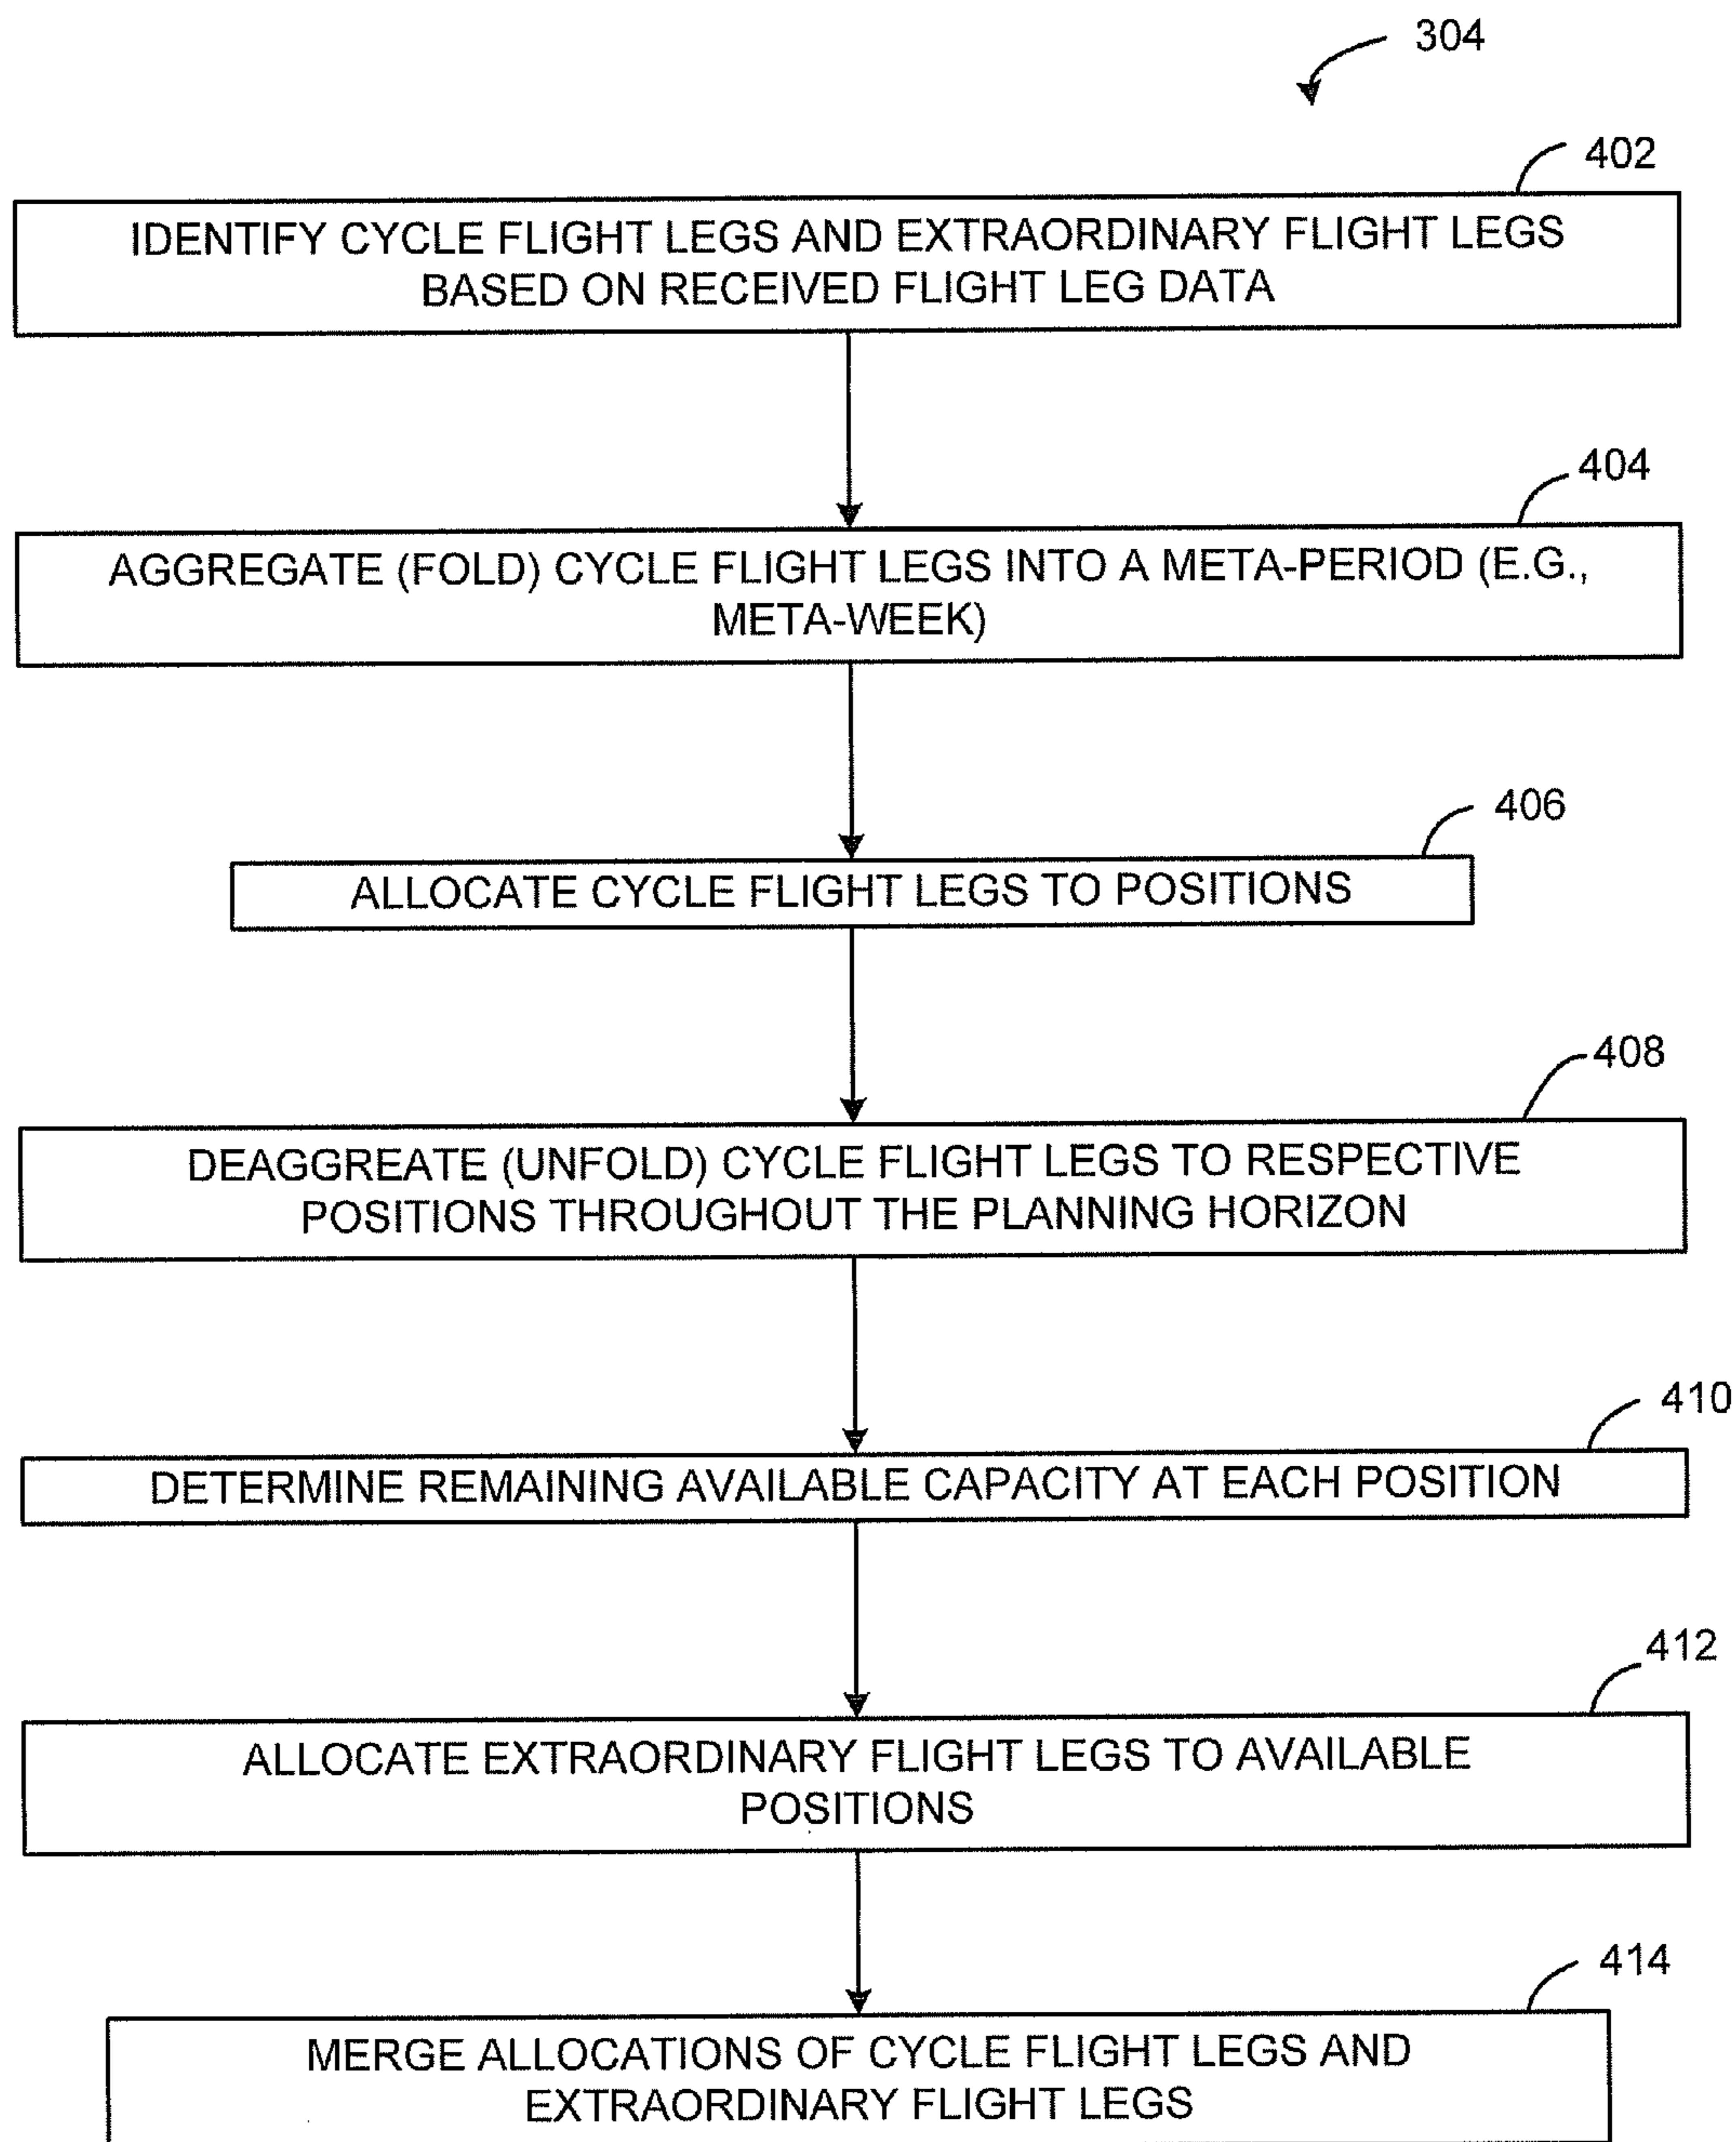 304
402
IDENTIFY CYCLE FLIGHT LEGS AND EXTRAORDINARY FLIGHT LEGS
BASED ON RECEIVED FLIGHT LEG DATA
404
AGGREGATE (FOLD) CYCLE FLIGHT LEGS INTO A META-PERIOD (E.G.,
META-WEEK)
406
ALLOCATE CYCLE FLIGHT LEGS TO POSITIONS
408
DEAGGREATE (UNFOLD) CYCLE FLIGHT LEGS TO RESPECTIVE
POSITIONS THROUGHOUT THE PLANNING HORIZON
410
DETERMINE REMAINING AVAILABLE CAPACITY AT EACH POSITION
412
ALLOCATE EXTRAORDINARY FLIGHT LEGS TO AVAILABLE
POSITIONS
414
MERGE ALLOCATIONS OF CYCLE FLIGHT LEGS AND
EXTRAORDINARY FLIGHT LEGS